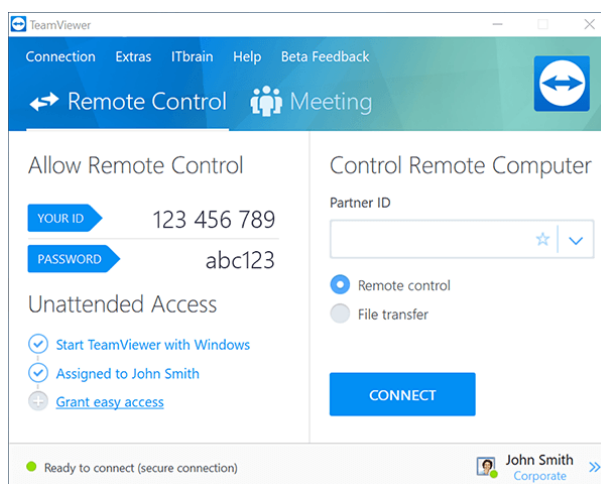 TeamViewer
Connection Extras ITbrain Help Beta Feedback
Remote Control Meeting
Allow Remote Control
YOUR ID 123 456 789
PASSWORD abc123
Unattended Access
Start TeamViewer with Windows
Assigned to John Smith
Grant easy access
Control Remote Computer
Partner ID
Remote control
File transfer
CONNECT
Ready to connect (secure connection)
John Smith
Corporate